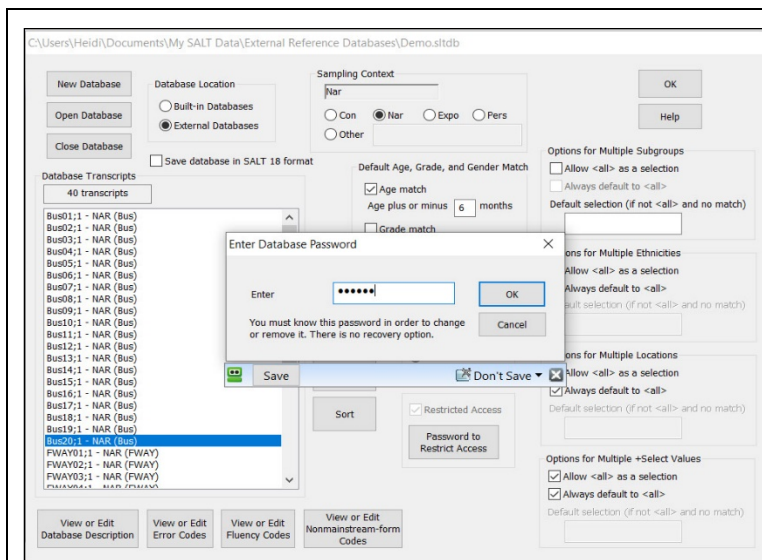 C:\Users\Heidi\Documents\My SALT Data\External Reference Databases\Demo.sltdb
New Database
Open Database
Close Database
Database Location
Built-in Databases
External Databases
Save database in SALT 18 format
Sampling Context
Nar
Con
Nar
Expo
Pers
Other
OK
Help
Database Transcripts
40 transcripts
Bus01;1 - NAR (Bus)
Bus02;1 - NAR (Bus)
Bus03;1 - NAR (Bus)
Bus04;1 - NAR (Bus)
Bus05;1 - NAR (Bus)
Bus06;1 - NAR (Bus)
Bus07;1 - NAR (Bus)
Bus08;1 - NAR (Bus)
Bus09;1 - NAR (Bus)
Bus10;1 - NAR (Bus)
Bus11;1 - NAR (Bus)
Bus12;1 - NAR (Bus)
Bus13;1 - NAR (Bus)
Bus14;1 - NAR (Bus)
Bus15;1 - NAR (Bus)
Bus16;1 - NAR (Bus)
Bus17;1 - NAR (Bus)
Bus18;1 - NAR (Bus)
Bus19;1 - NAR (Bus)
Bus20;1 - NAR (Bus)
FWAY01;1 - NAR (FWAY)
FWAY02;1 - NAR (FWAY)
FWAY03;1 - NAR (FWAY)
FWAY04;1 - NAR (FWAY)
Default Age, Grade, and Gender Match
Age match
Age plus or minus 6 months
Grade match
Enter Database Password
Enter
OK
You must know this password in order to change
or remove it. There is no recovery option.
Cancel
Save
Don't Save
Sort
Restricted Access
Password to
Restrict Access
Options for Multiple Subgroups
Allow <all> as a selection
Always default to <all>
Default selection (if not <all> and no match)
ons for Multiple Ethnicities
Allow <all> as a selection
Always default to <all>
ault selection (if not <all> and no match)
ons for Multiple Locations
Allow <all> as a selection
Always default to <all>
Default selection (if not <all> and no match)
Options for Multiple +Select Values
Allow <all> as a selection
Always default to <all>
Default selection (if not <all> and no match)
View or Edit
Database Description
View or Edit
Error Codes
View or Edit
Fluency Codes
View or Edit
Nonmainstream-form
Codes